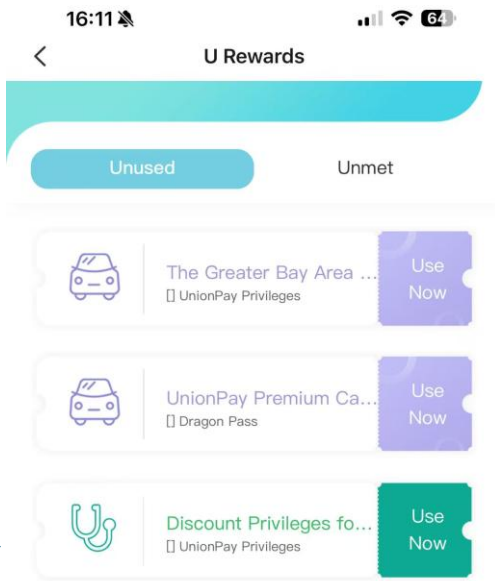 16:11
64
U Rewards
Unused
Unmet
The Greater Bay Area ...
[] UnionPay Privileges
Use
Now
UnionPay Premium Ca...
[] Dragon Pass
Use
Now
Discount Privileges fo...
[] UnionPay Privileges
Use
Now